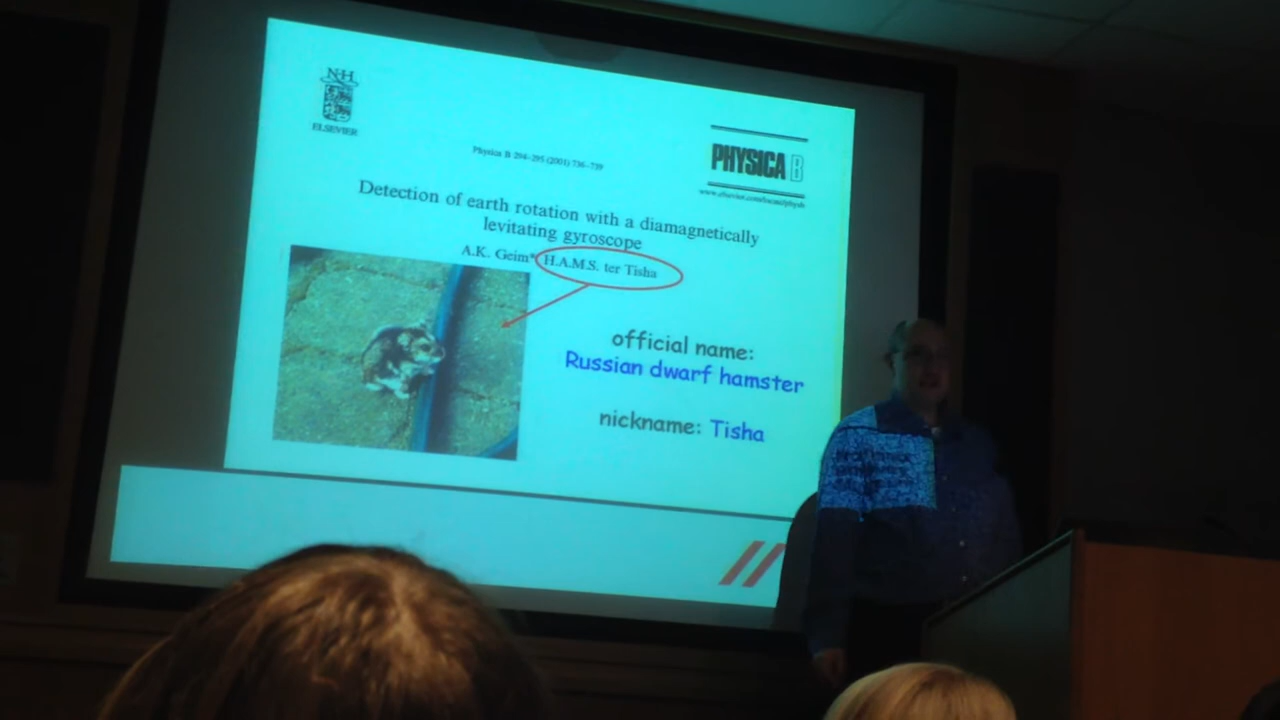 N-H
ELSEVIER
Physica B 294–295 (2001) 736–739
PHYSICA B
www.elsevier.com/locate/physb
Detection of earth rotation with a diamagnetically
levitating gyroscope
A.K. Geim* H.A.M.S. ter Tisha
official name:
Russian dwarf hamster
nickname: Tisha